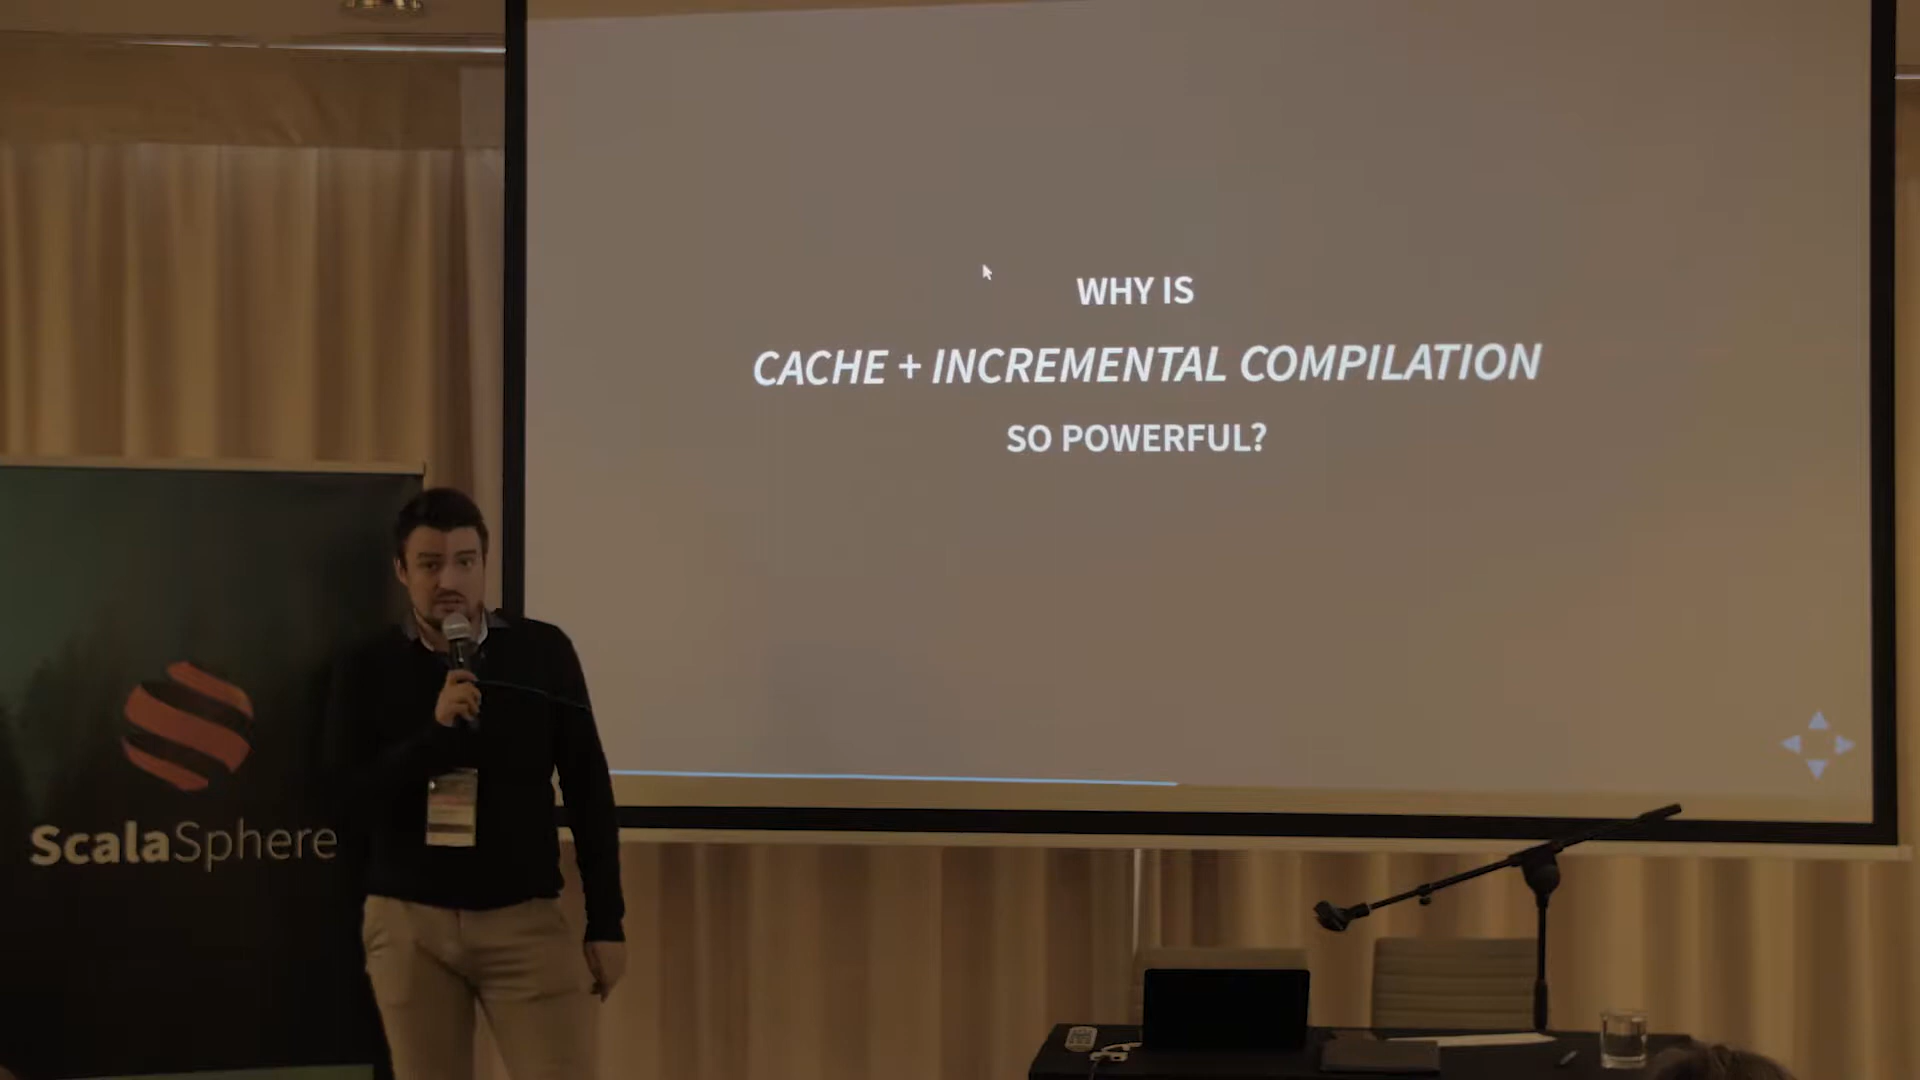 WHY IS
CACHE + INCREMENTAL COMPILATION
SO POWERFUL?
ScalaSphere